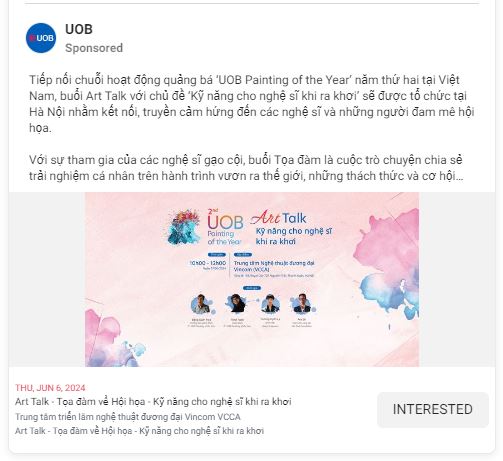 UOB
UOB
Sponsored
Tiếp nối chuỗi hoạt động quảng bá ‘UOB Painting of the Year’ năm thứ hai tại Việt
Nam, buổi Art Talk với chủ đề ‘Kỹ năng cho nghệ sĩ khi ra khơi’ sẽ được tổ chức tại
Hà Nội nhằm kết nối, truyền cảm hứng đến các nghệ sĩ và những người đam mê hội
họa.
Với sự tham gia của các nghệ sĩ gạo cội, buổi Tọa đàm là cuộc trò chuyện chia sẻ
trải nghiệm cá nhân trên hành trình vươn ra thế giới, những thách thức và cơ hội...
2nd
UOB
Painting
of the Year
Art Talk
Kỹ năng cho nghệ sĩ
khi ra khơi
10h00 – 12h00
Trung tâm Nghệ thuật đương đại
Vincom (VCCA)
THU, JUN 6, 2024
Art Talk - Tọa đàm về Hội họa - Kỹ năng cho nghệ sĩ khi ra khơi
Trung tâm triển lãm nghệ thuật đương đại Vincom VCCA
Art Talk - Tọa đàm về Hội họa - Kỹ năng cho nghệ sĩ khi ra khơi
INTERESTED